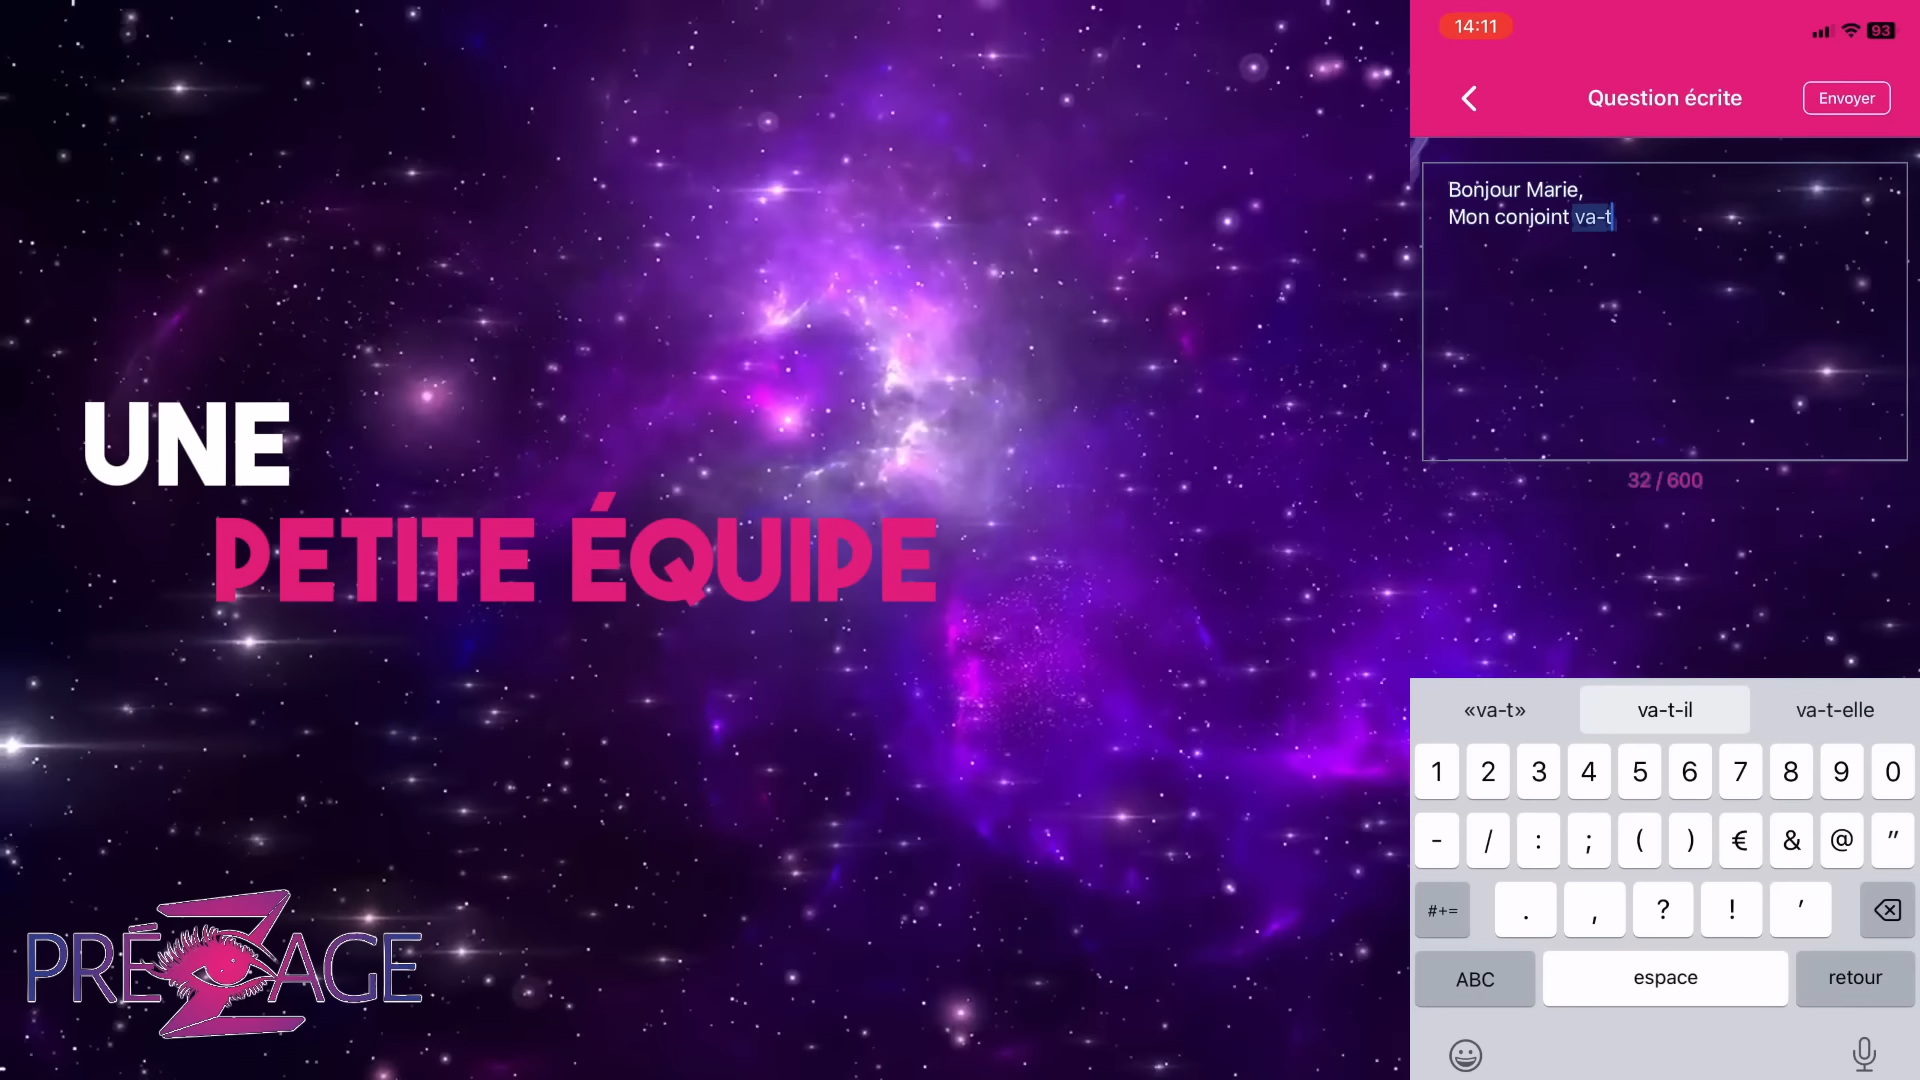 UNE
PETITE ÉQUIPE
PRÉZAGE
14:11
93
Question écrite
Envoyer
Bonjour Marie,
Mon conjoint va-t
32 / 600
«va-t» va-t-il va-t-elle
1 2 3 4 5 6 7 8 9 0
- / : ; ( ) € & @ "
#+= . , ? ! '
ABC espace retour